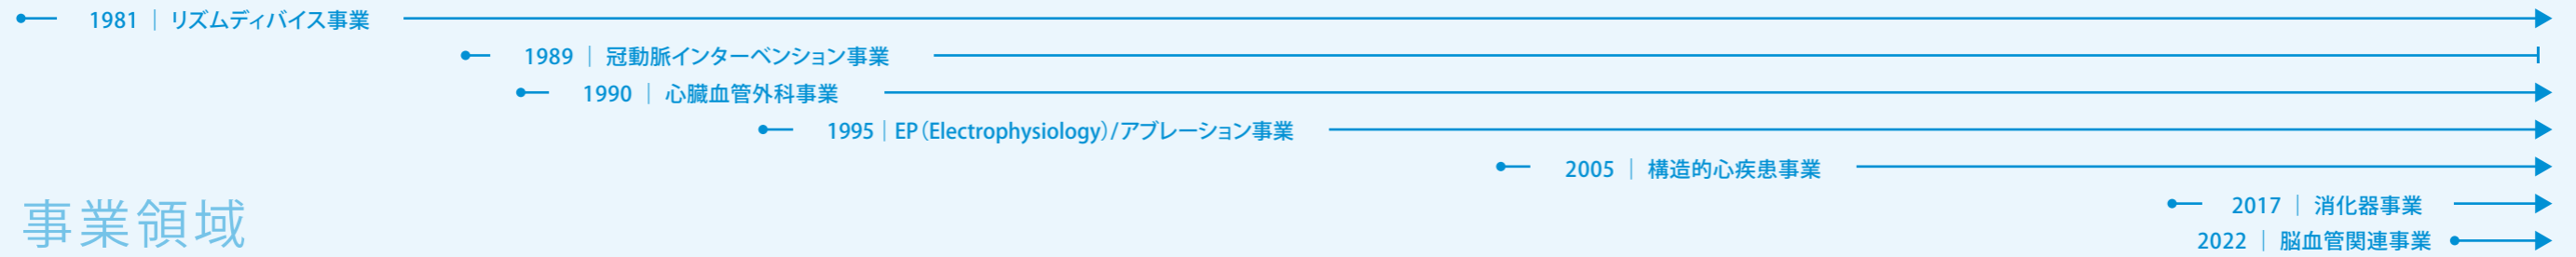 1981｜リズムディバイス事業
1989｜冠動脈インターベンション事業
1990｜心臓血管外科事業
1995｜EP（Electrophysiology）/アブレーション事業
2005｜構造的心疾患事業
2017｜消化器事業
2022｜脳血管関連事業
事業領域